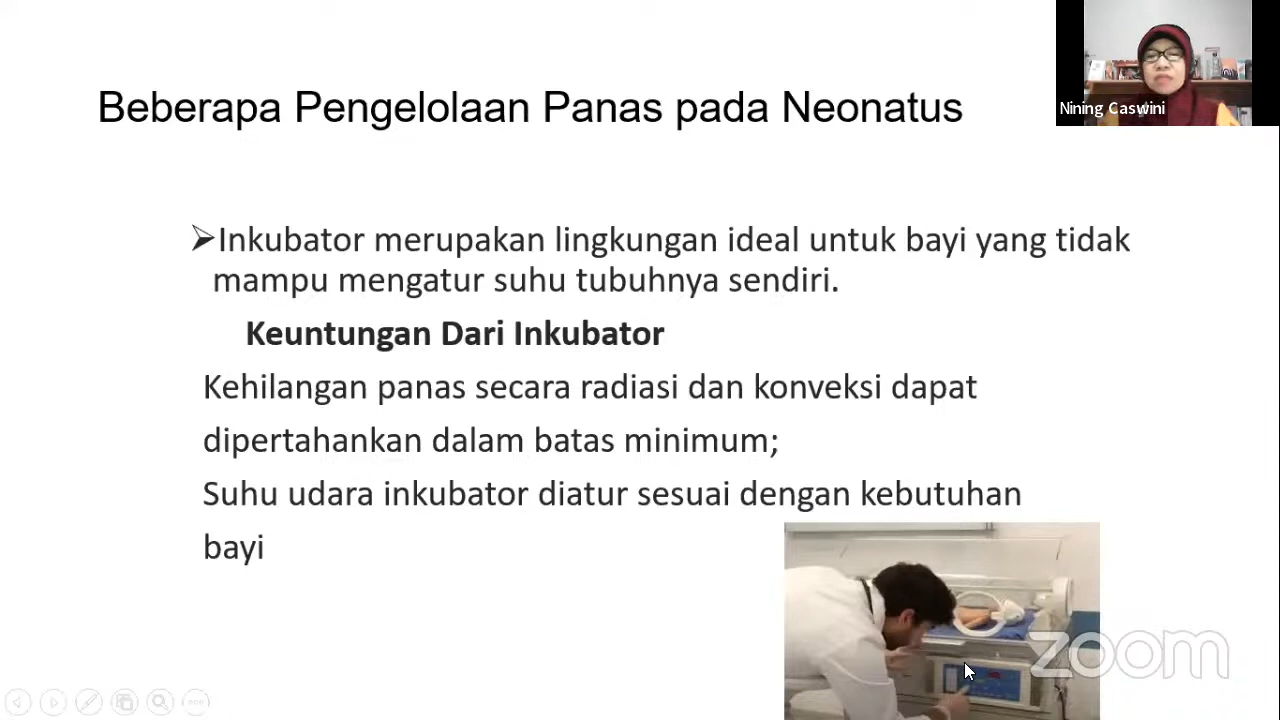 Beberapa Pengelolaan Panas pada Neonatus
Nining Caswini
Inkubator merupakan lingkungan ideal untuk bayi yang tidak
mampu mengatur suhu tubuhnya sendiri.
Keuntungan Dari Inkubator
Kehilangan panas secara radiasi dan konveksi dapat
dipertahankan dalam batas minimum;
Suhu udara inkubator diatur sesuai dengan kebutuhan
bayi
zoom